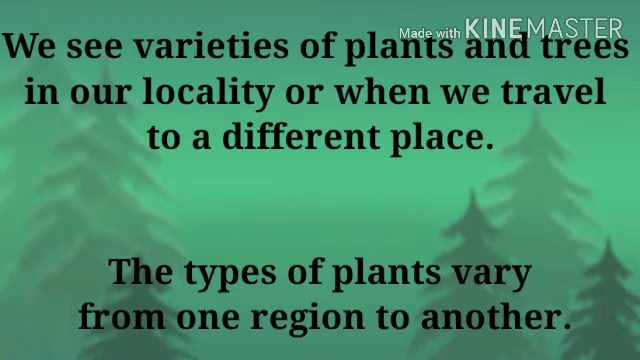 Made with KINEMASTER
We see varieties of plants and trees
in our locality or when we travel
to a different place.
The types of plants vary
from one region to another.